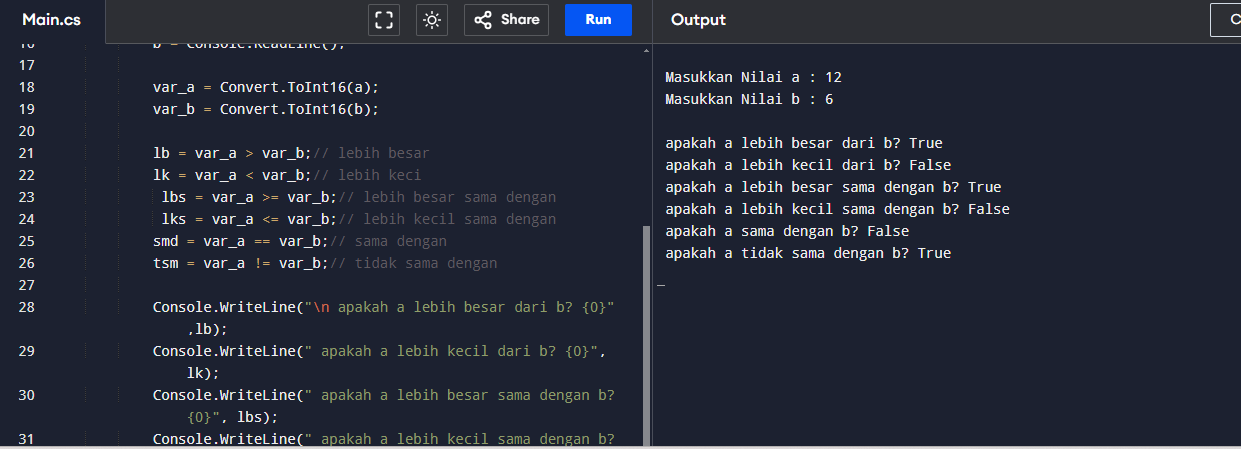 Main.cs
Share
Run
Output
C
16 b = Console.ReadLine();
17
18 var_a = Convert.ToInt16(a);
19 var_b = Convert.ToInt16(b);
20
21 lb = var_a > var_b;// lebih besar
22 lk = var_a < var_b;// lebih keci
23 lbs = var_a >= var_b;// lebih besar sama dengan
24 lks = var_a <= var_b;// lebih kecil sama dengan
25 smd = var_a == var_b;// sama dengan
26 tsm = var_a != var_b;// tidak sama dengan
27
28 Console.WriteLine("\n apakah a lebih besar dari b? {0}"
,lb);
29 Console.WriteLine(" apakah a lebih kecil dari b? {0}",
lk);
30 Console.WriteLine(" apakah a lebih besar sama dengan b?
{0}", lbs);
31 Console.WriteLine(" apakah a lebih kecil sama dengan b?
Masukkan Nilai a : 12
Masukkan Nilai b : 6
apakah a lebih besar dari b? True
apakah a lebih kecil dari b? False
apakah a lebih besar sama dengan b? True
apakah a lebih kecil sama dengan b? False
apakah a sama dengan b? False
apakah a tidak sama dengan b? True